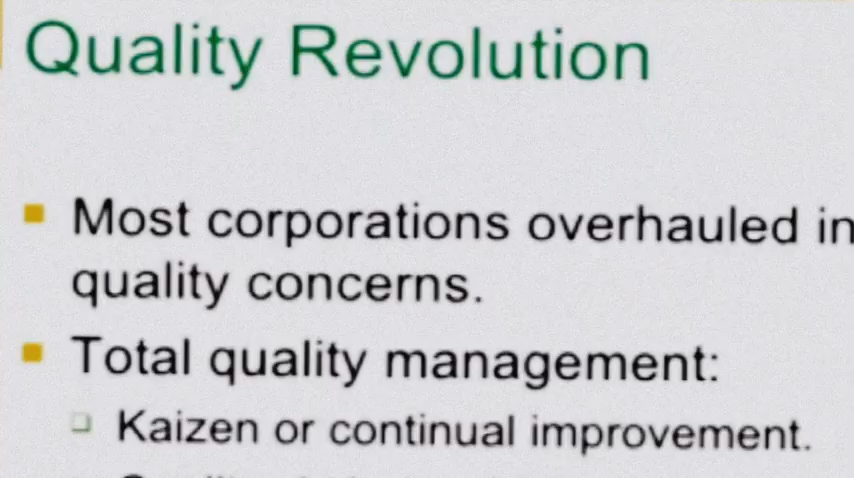 Quality Revolution
Most corporations overhauled in
quality concerns.
Total quality management:
Kaizen or continual improvement.